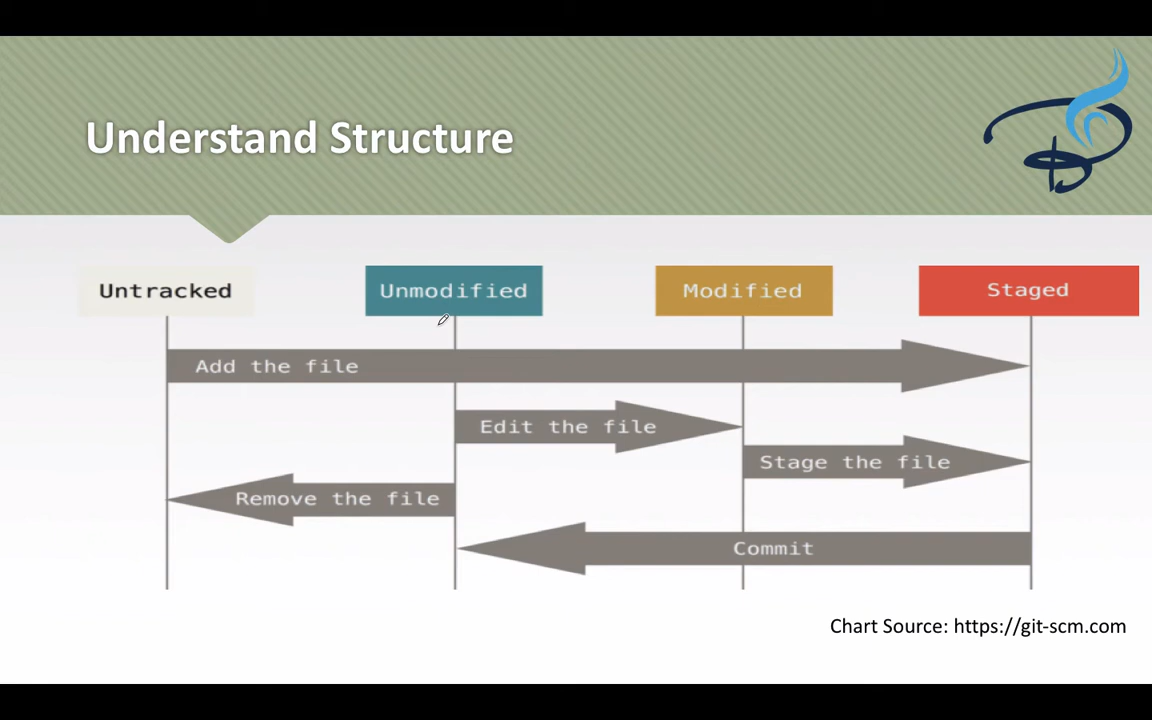 Understand Structure
Untracked
Unmodified
Modified
Staged
Add the file
Edit the file
Stage the file
Remove the file
Commit
Chart Source: https://git-scm.com